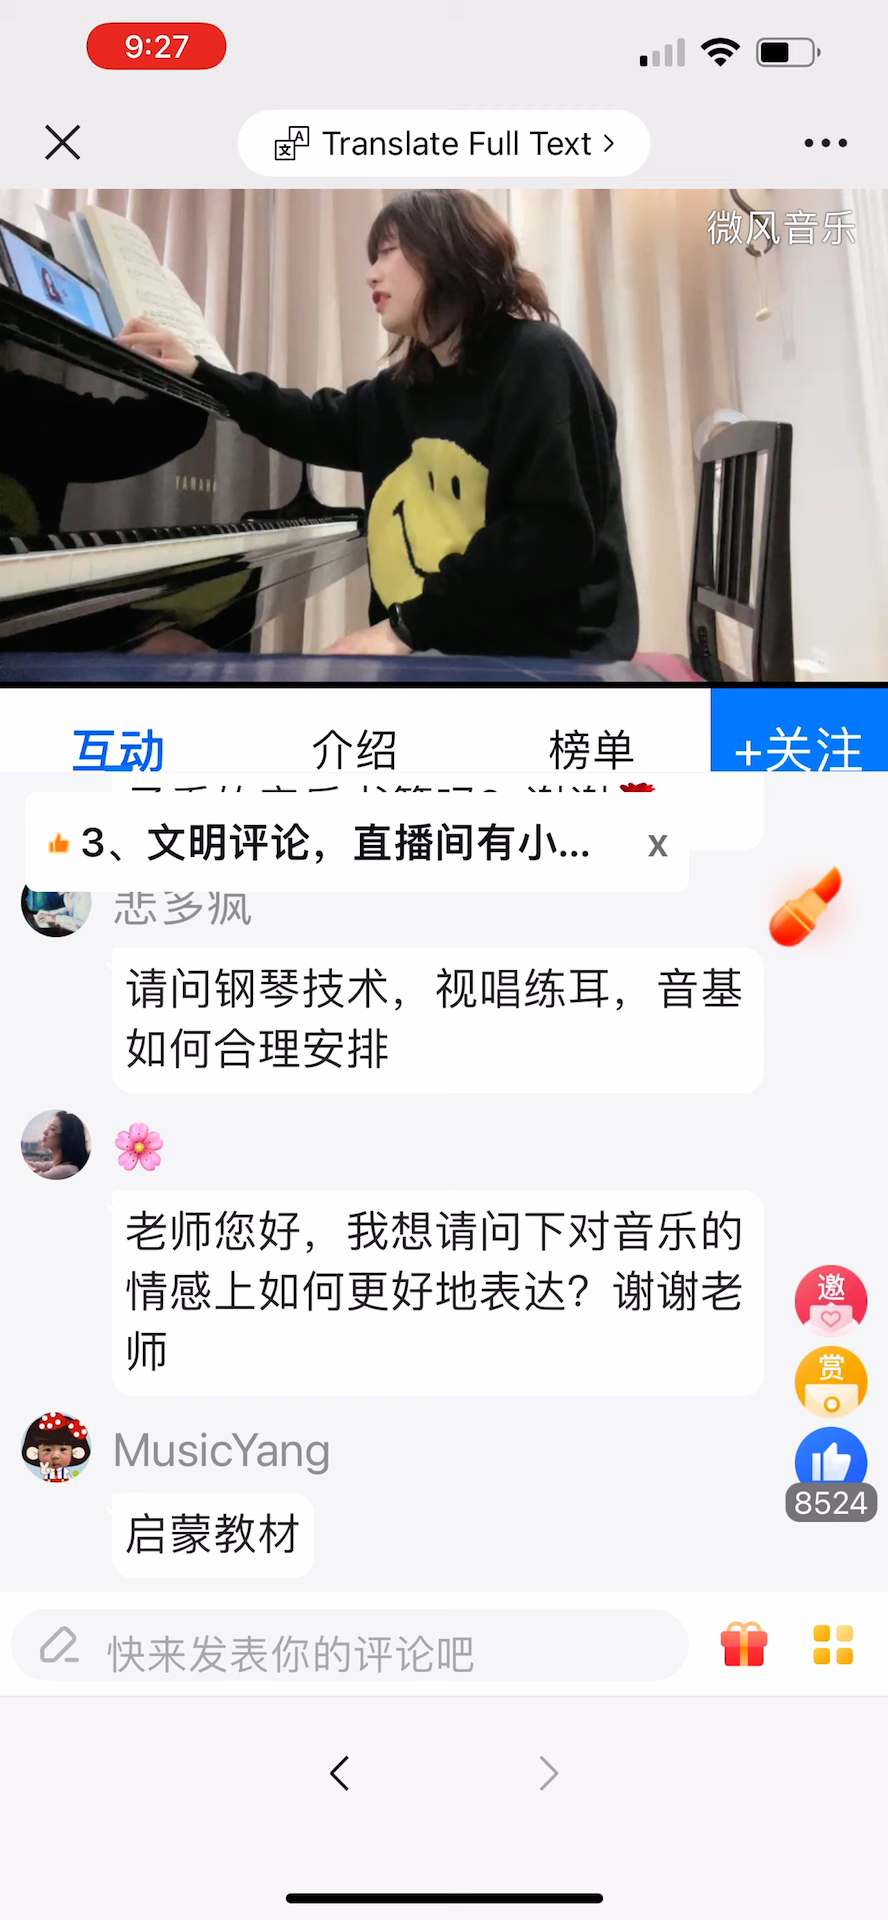 9:27
Translate Full Text >
微风音乐
YAMAHA
互动
介绍
榜单
+关注
3、文明评论，直播间有小...
x
悲多疯
请问钢琴技术，视唱练耳，音基
如何合理安排
🌸
老师您好，我想请问下对音乐的
情感上如何更好地表达？谢谢老
师
邀
赏
MusicYang
8524
启蒙教材
快来发表你的评论吧